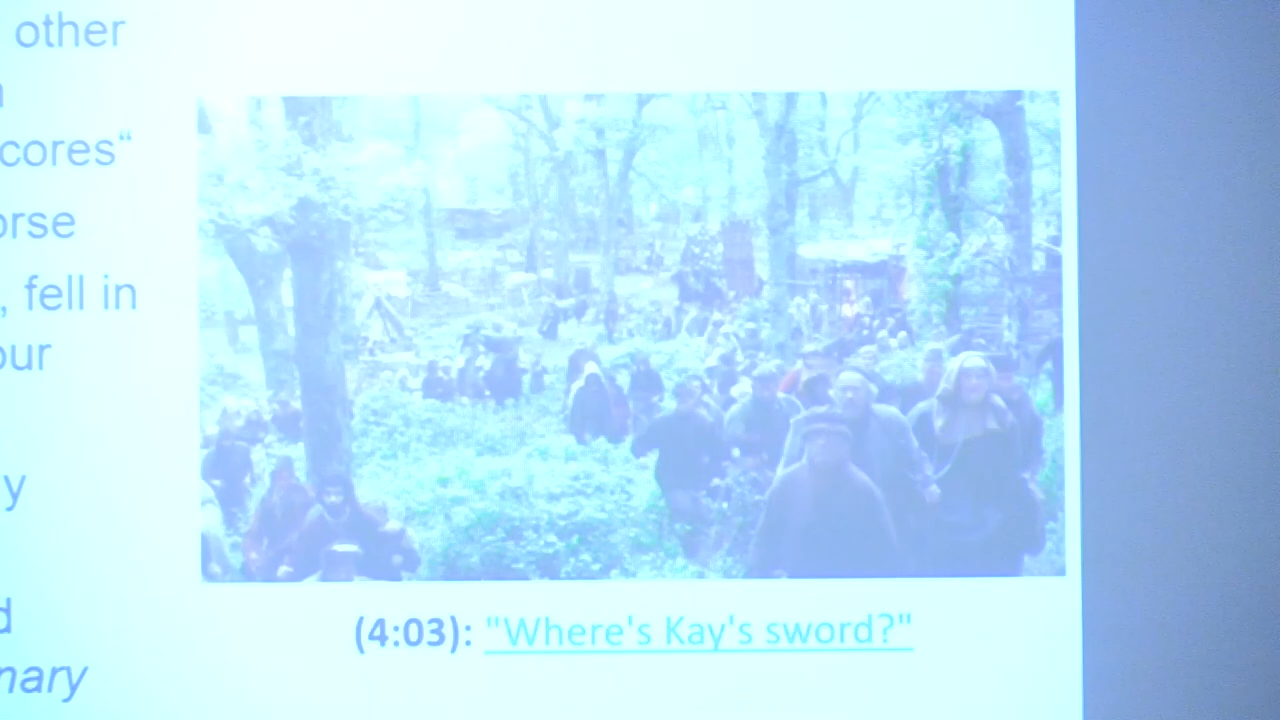 other
cores“
orse
, fell in
our
y
d
nary
(4:03): "Where's Kay's sword?"